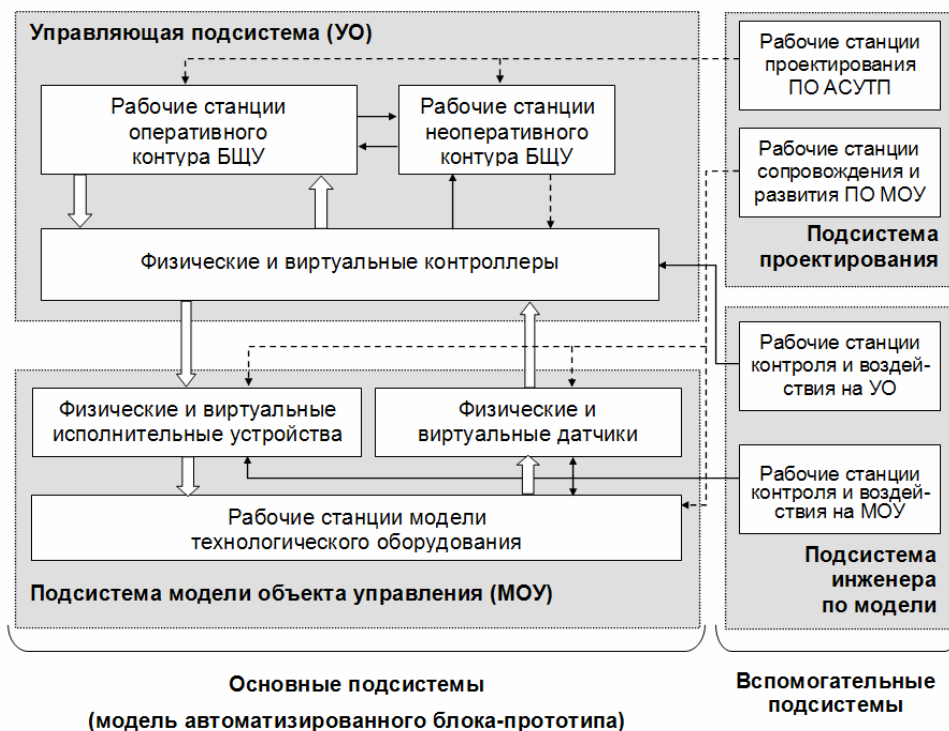 Управляющая подсистема (УО)
Рабочие станции
оперативного
контура БЩУ
Рабочие станции
неоперативного
контура БЩУ
Физические и виртуальные контроллеры
Физические и виртуальные
исполнительные устройства
Физические и
виртуальные датчики
Рабочие станции модели
технологического оборудования
Подсистема модели объекта управления (МОУ)
Рабочие станции
проектирования
ПО АСУТП
Рабочие станции
сопровождения и
развития ПО МОУ
Подсистема
проектирования
Рабочие станции
контроля и воздей-
ствия на УО
Рабочие станции
контроля и воздей-
ствия на МОУ
Подсистема
инженера
по модели
Основные подсистемы
(модель автоматизированного блока-прототипа)
Вспомогательные
подсистемы